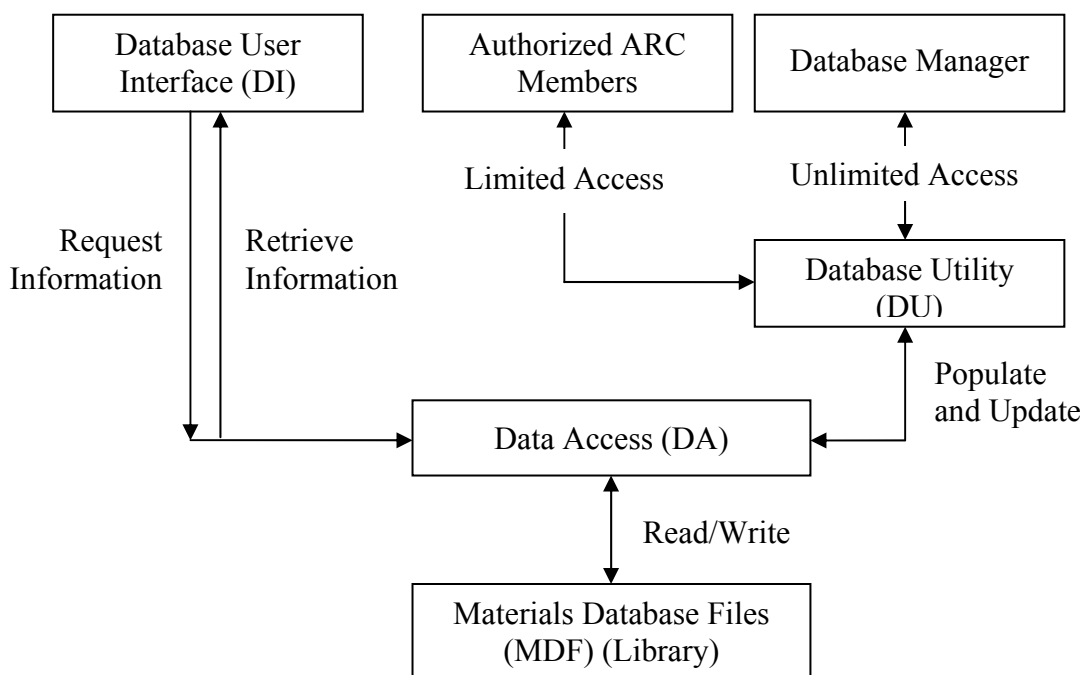 Database User
Interface (DI)
Authorized ARC
Members
Database Manager
Limited Access
Unlimited Access
Request
Information
Retrieve
Information
Database Utility
(DU)
Populate
and Update
Data Access (DA)
Read/Write
Materials Database Files
(MDF) (Library)